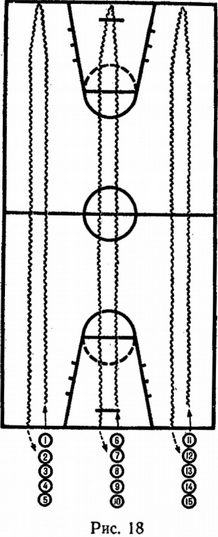 ① ⑥ ⑪
② ⑦ ⑫
③ ⑧ ⑬
④ ⑨ ⑭
⑤ ⑩ ⑮
Рис. 18